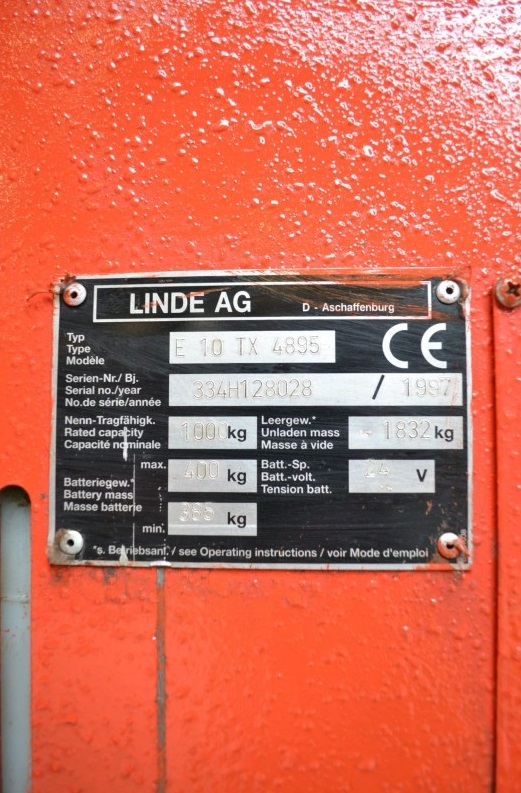 LINDE AG D - Aschaffenburg
Typ
Type
Modèle
E 10 TX 4895
CE
Serien-Nr./ Bj.
Serial no./year
No.de série/année
334H128028 / 1997
Nenn-Tragfähigk.
Rated capacity
Capacité nominale
1000 kg
Leergew.*
Unladen mass
Masse à vide
1832 kg
Batteriegew.*
Battery mass
Masse batterie
max.
400 kg
min.
kg
Batt.-Sp.
Batt.-volt.
Tension batt.
24 V
*s. Betriebsanl. / see Operating instructions / voir Mode d'emploi